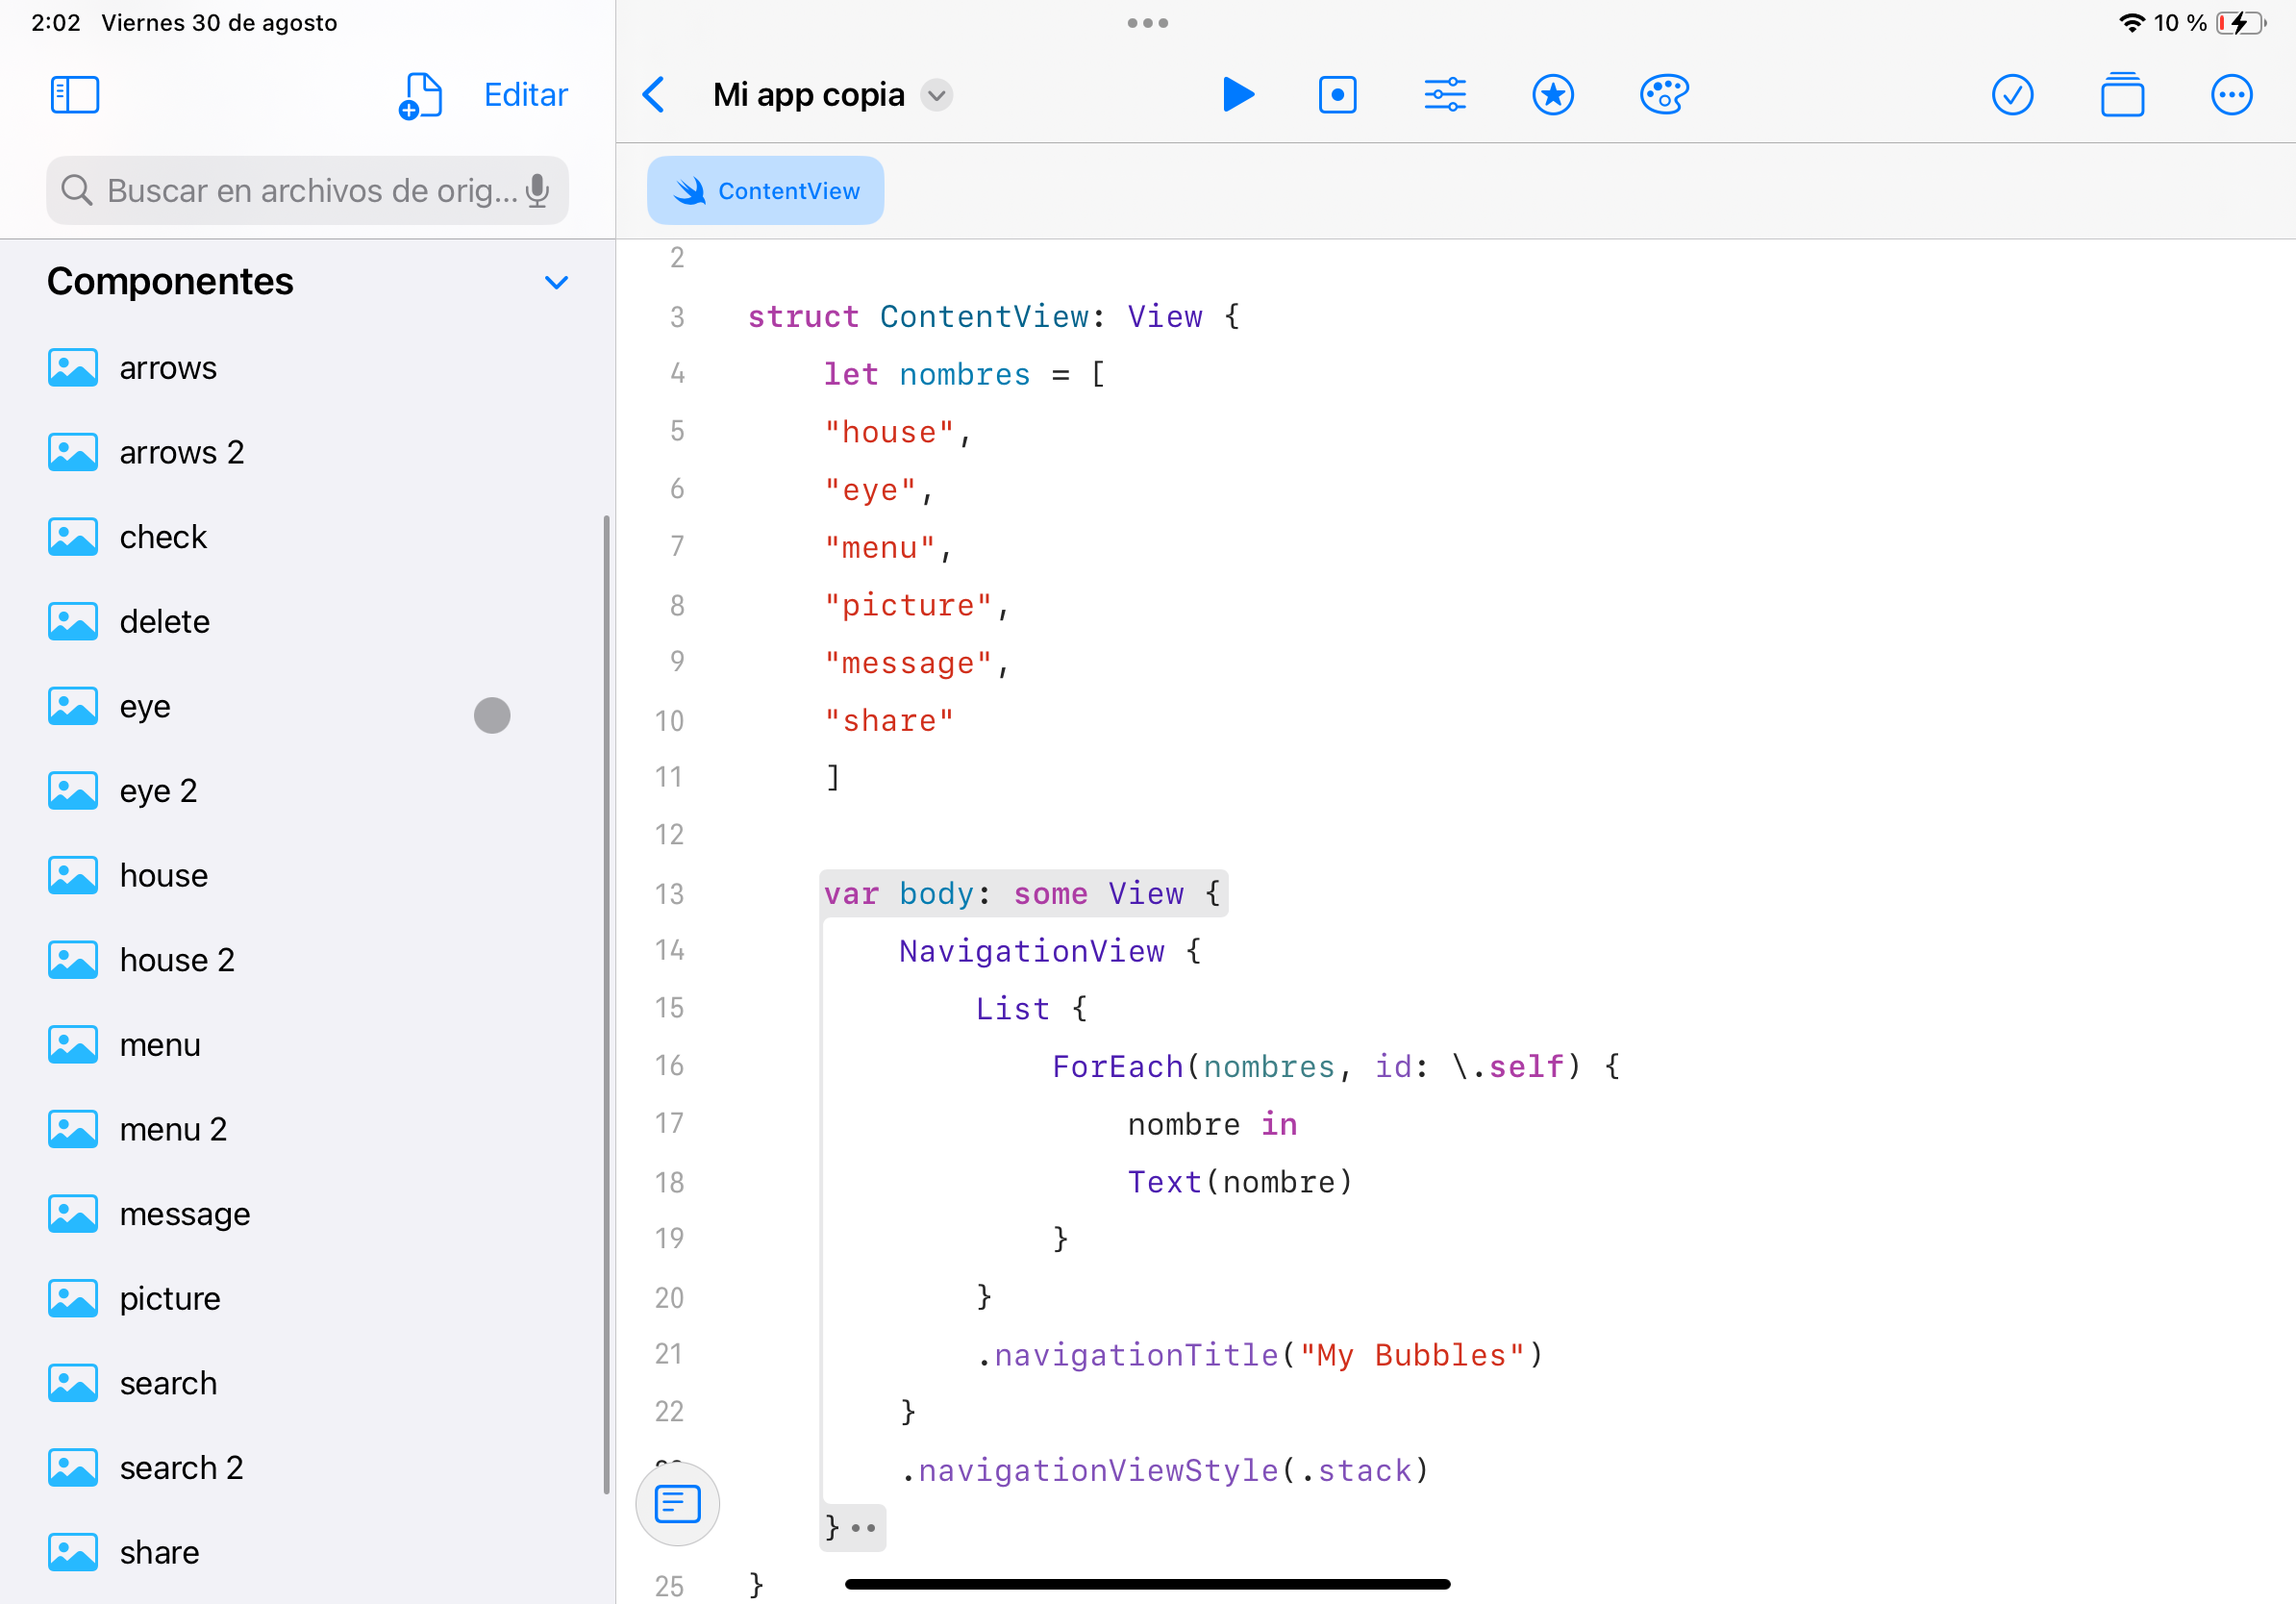 2:02 Viernes 30 de agosto
10 %
Editar
Buscar en archivos de orig...
Componentes
arrows
arrows 2
check
delete
eye
eye 2
house
house 2
menu
menu 2
message
picture
search
search 2
share
Mi app copia
ContentView
2
3 struct ContentView: View {
4 let nombres = [
5 "house",
6 "eye",
7 "menu",
8 "picture",
9 "message",
10 "share"
11 ]
12
13 var body: some View {
14 NavigationView {
15 List {
16 ForEach(nombres, id: \.self) {
17 nombre in
18 Text(nombre)
19 }
20 }
21 .navigationTitle("My Bubbles")
22 }
.navigationViewStyle(.stack)
}
25 }